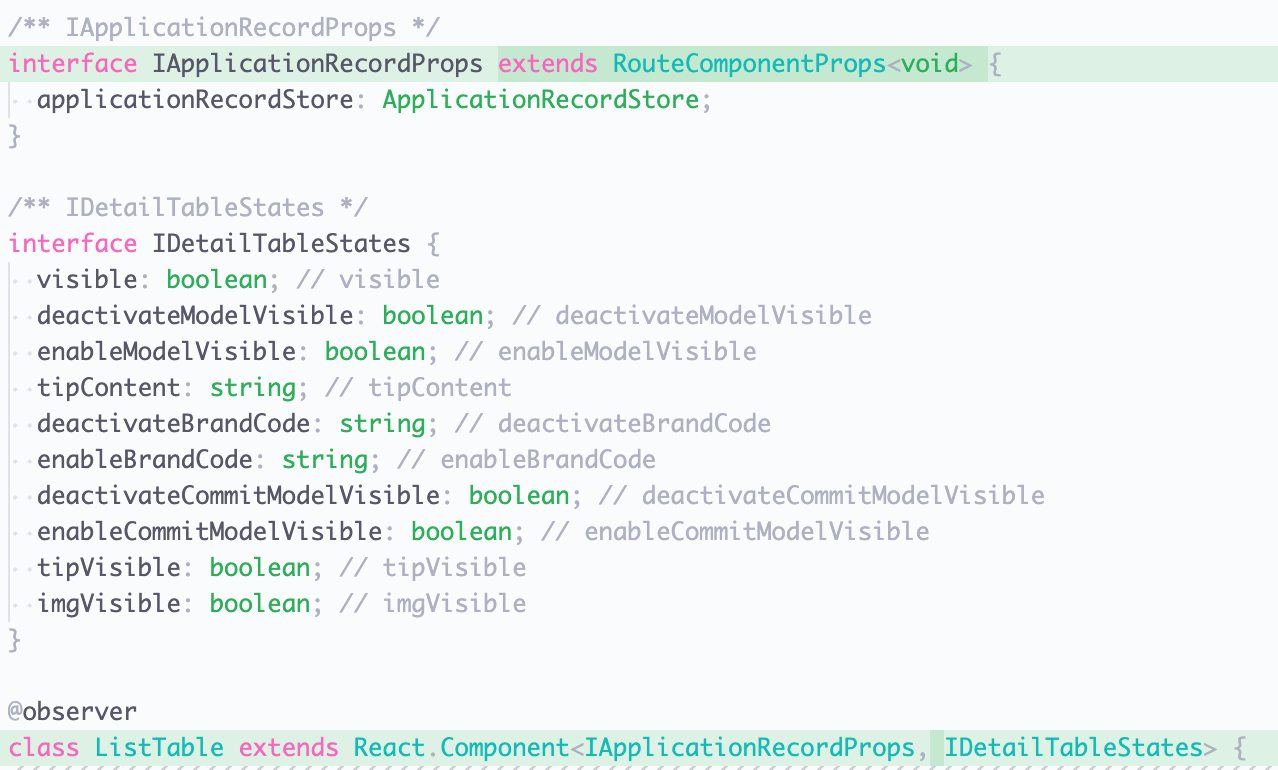 /** IApplicationRecordProps */
interface IApplicationRecordProps extends RouteComponentProps<void> {
  applicationRecordStore: ApplicationRecordStore;
}

/** IDetailTableStates */
interface IDetailTableStates {
  visible: boolean; // visible
  deactivateModelVisible: boolean; // deactivateModelVisible
  enableModelVisible: boolean; // enableModelVisible
  tipContent: string; // tipContent
  deactivateBrandCode: string; // deactivateBrandCode
  enableBrandCode: string; // enableBrandCode
  deactivateCommitModelVisible: boolean; // deactivateCommitModelVisible
  enableCommitModelVisible: boolean; // enableCommitModelVisible
  tipVisible: boolean; // tipVisible
  imgVisible: boolean; // imgVisible
}

@observer
class ListTable extends React.Component<IApplicationRecordProps, IDetailTableStates> {